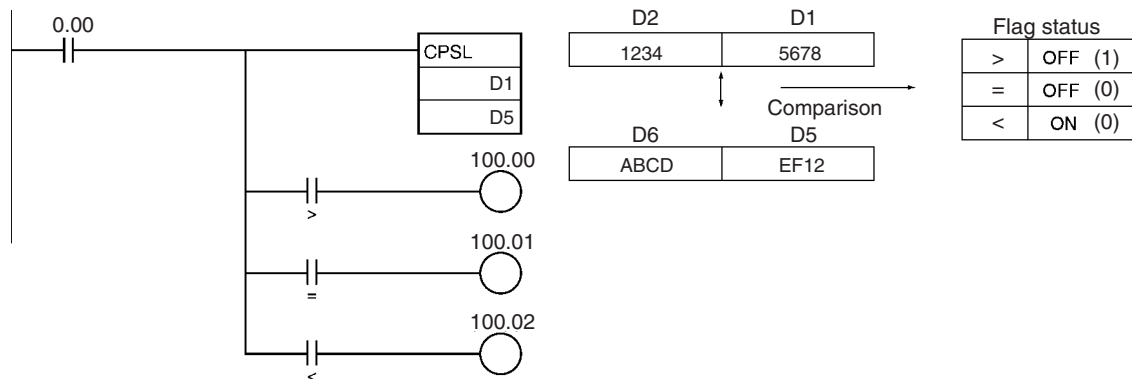 0.00
CPSL
D1
D5
100.00
>
100.01
=
100.02
<
D2 D1
1234 5678
Comparison
D6 D5
ABCD EF12
Flag status
> OFF (1)
= OFF (0)
< ON (0)